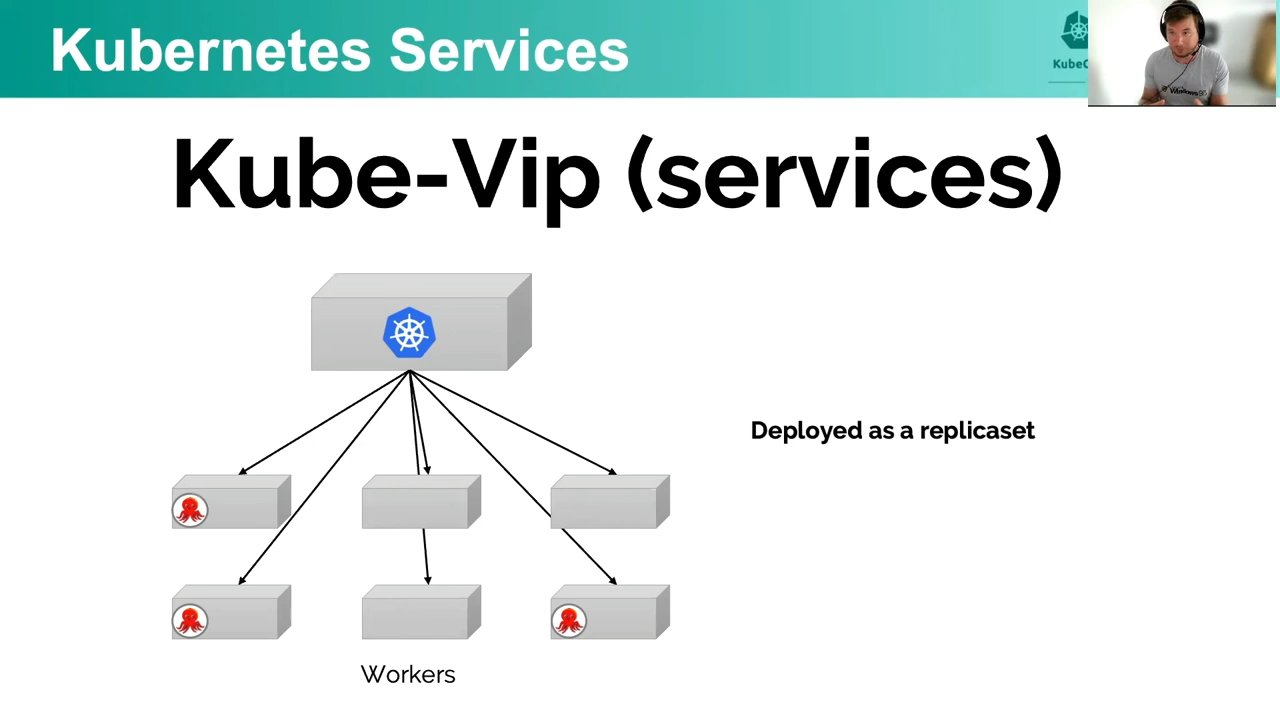 Kubernetes Services
Kube-Vip (services)
Deployed as a replicaset
Workers